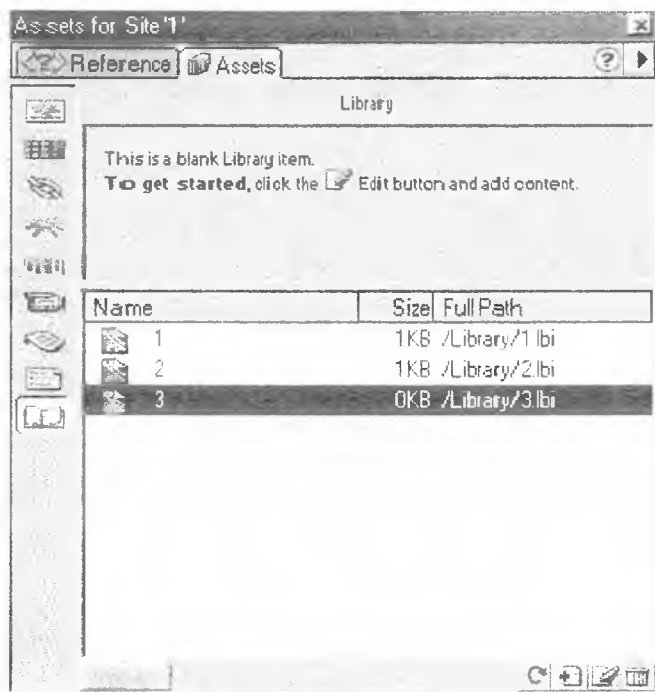 Assets for Site '1'
Reference Assets
Library
This is a blank Library item.
To get started, click the Edit button and add content.
Name Size Full Path
1 1KB /Library/1.lbi
2 1KB /Library/2.lbi
3 0KB /Library/3.lbi